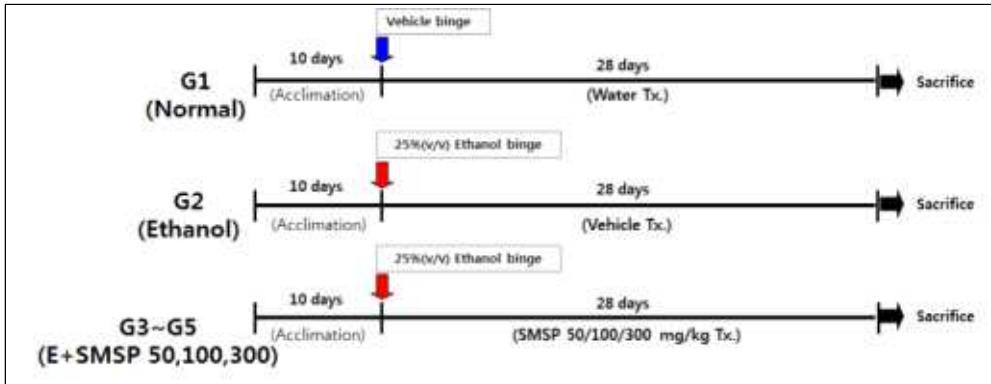 Vehicle binge
10 days
28 days
G1
(Normal)
(Acclimation)
(Water Tx.)
Sacrifice
25%(v/v) Ethanol binge
10 days
28 days
G2
(Ethanol)
(Acclimation)
(Vehicle Tx.)
Sacrifice
25%(v/v) Ethanol binge
10 days
28 days
G3~G5
(E+SMSP 50,100,300)
(Acclimation)
(SMSP 50/100/300 mg/kg Tx.)
Sacrifice